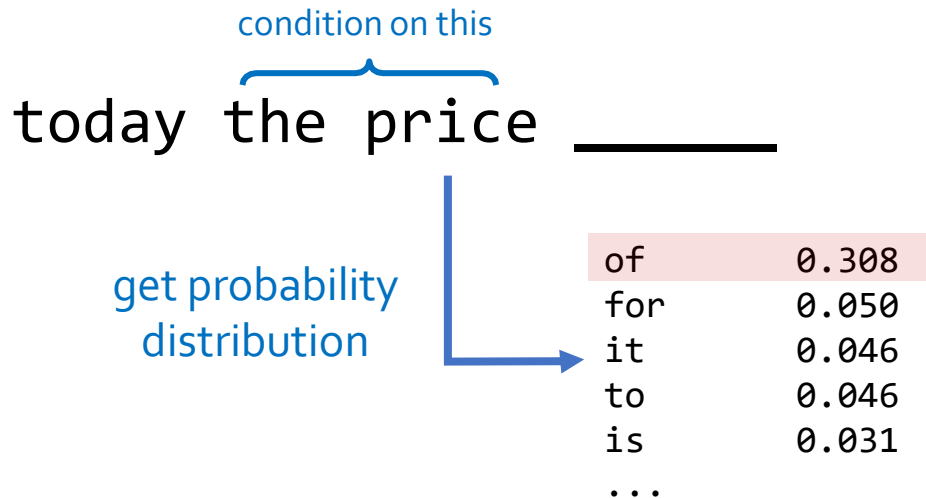 condition on this
today the price _____
get probability
distribution
of 0.308
for 0.050
it 0.046
to 0.046
is 0.031
...